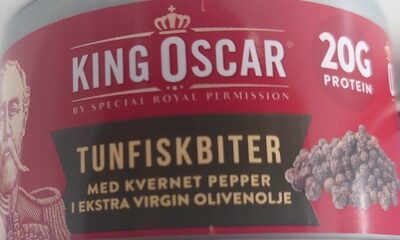 KING OSCAR®
BY SPECIAL ROYAL PERMISSION
20G
PROTEIN
TUNFISKBITER
MED KVERNET PEPPER
I EKSTRA VIRGIN OLIVENOLJE